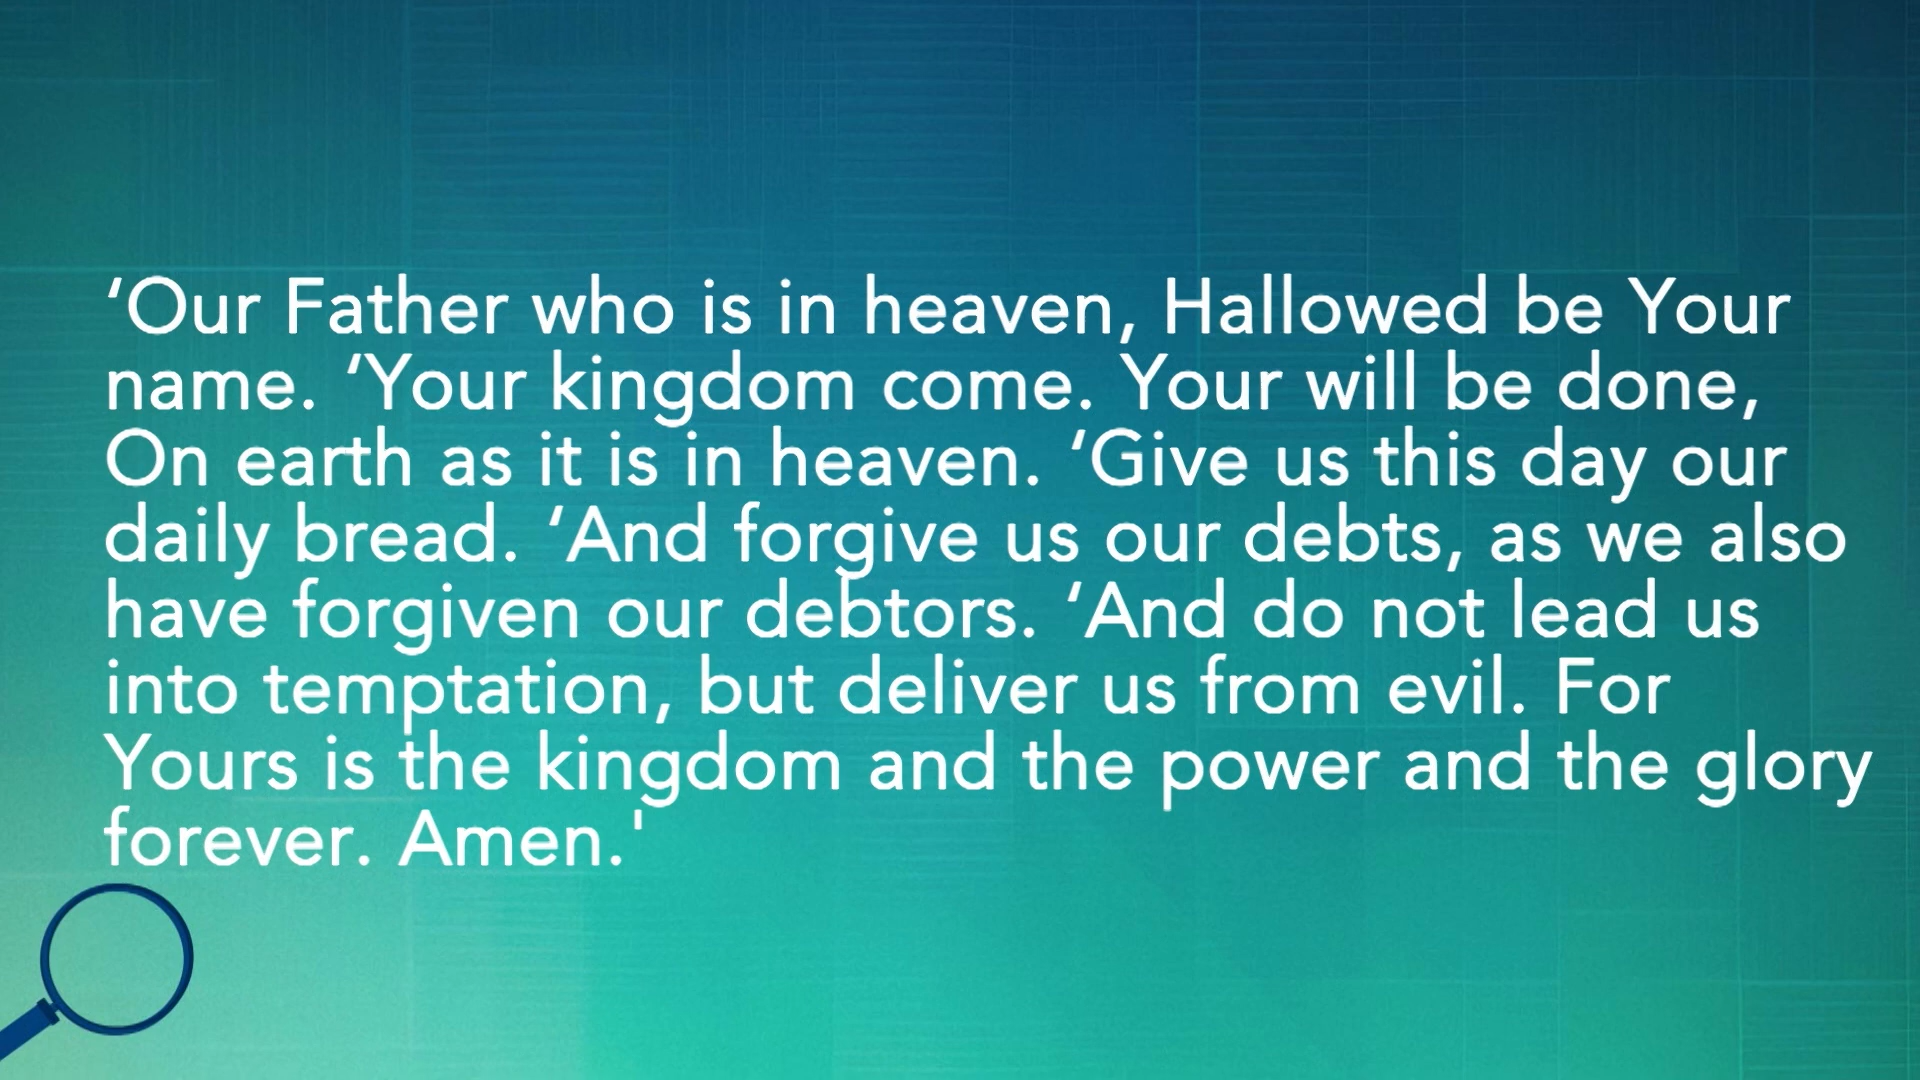 ‘Our Father who is in heaven, Hallowed be Your
name. ‘Your kingdom come. Your will be done,
On earth as it is in heaven. ‘Give us this day our
daily bread. ‘And forgive us our debts, as we also
have forgiven our debtors. ‘And do not lead us
into temptation, but deliver us from evil. For
Yours is the kingdom and the power and the glory
forever. Amen.'